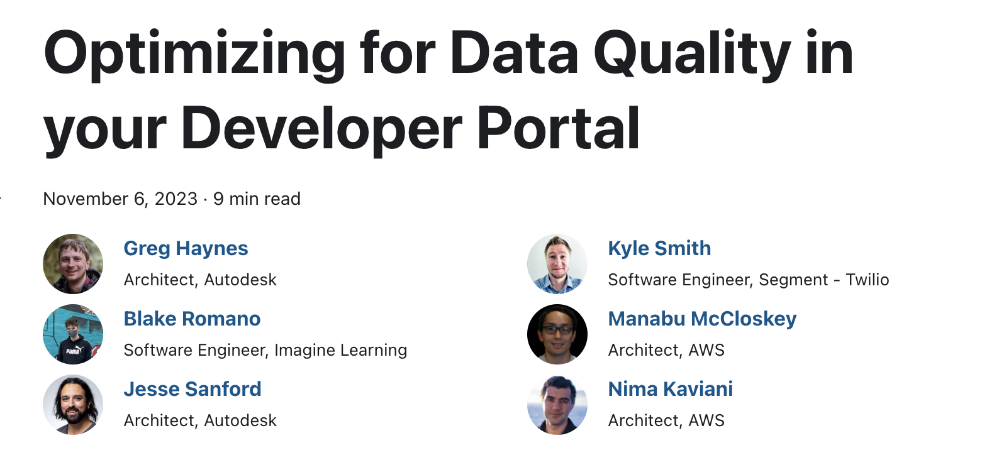 Optimizing for Data Quality in
your Developer Portal
November 6, 2023 · 9 min read
Greg Haynes
Architect, Autodesk
Kyle Smith
Software Engineer, Segment - Twilio
Blake Romano
Software Engineer, Imagine Learning
PUMA
Manabu McCloskey
Architect, AWS
Jesse Sanford
Architect, Autodesk
Nima Kaviani
Architect, AWS